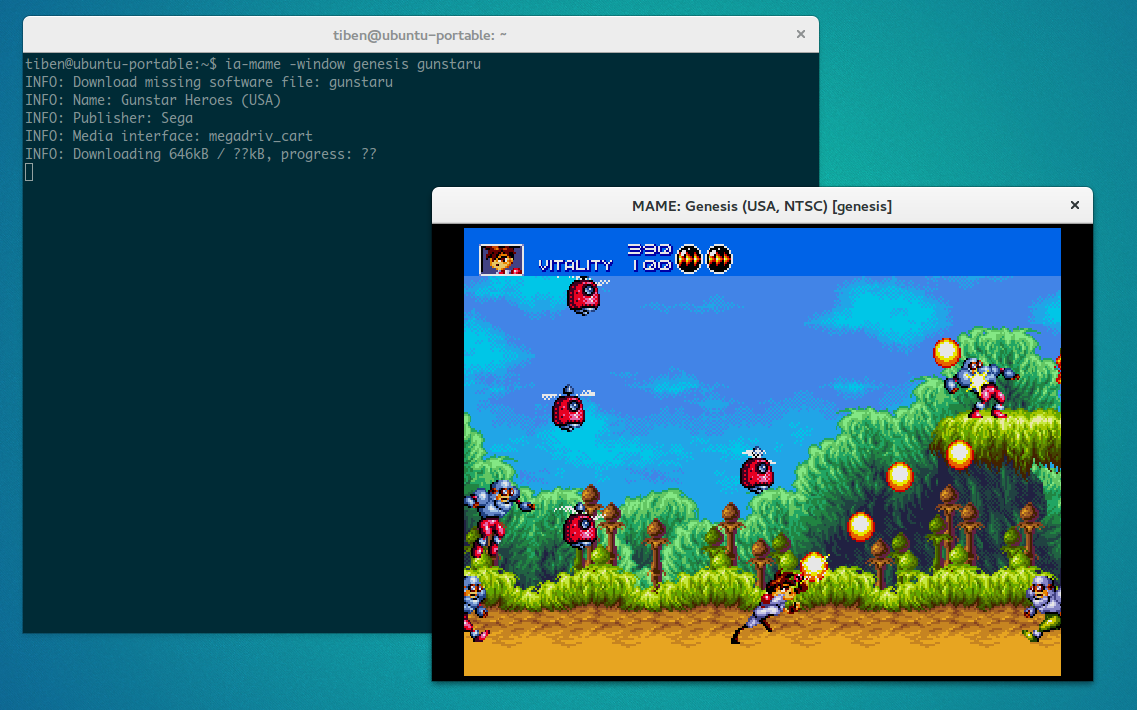 tiben@ubuntu-portable: ~
tiben@ubuntu-portable:~$ ia-mame -window genesis gunstaru
INFO: Download missing software file: gunstaru
INFO: Name: Gunstar Heroes (USA)
INFO: Publisher: Sega
INFO: Media interface: megadriv_cart
INFO: Downloading 646kB / ??kB, progress: ??
MAME: Genesis (USA, NTSC) [genesis]
390
VITALITY 100